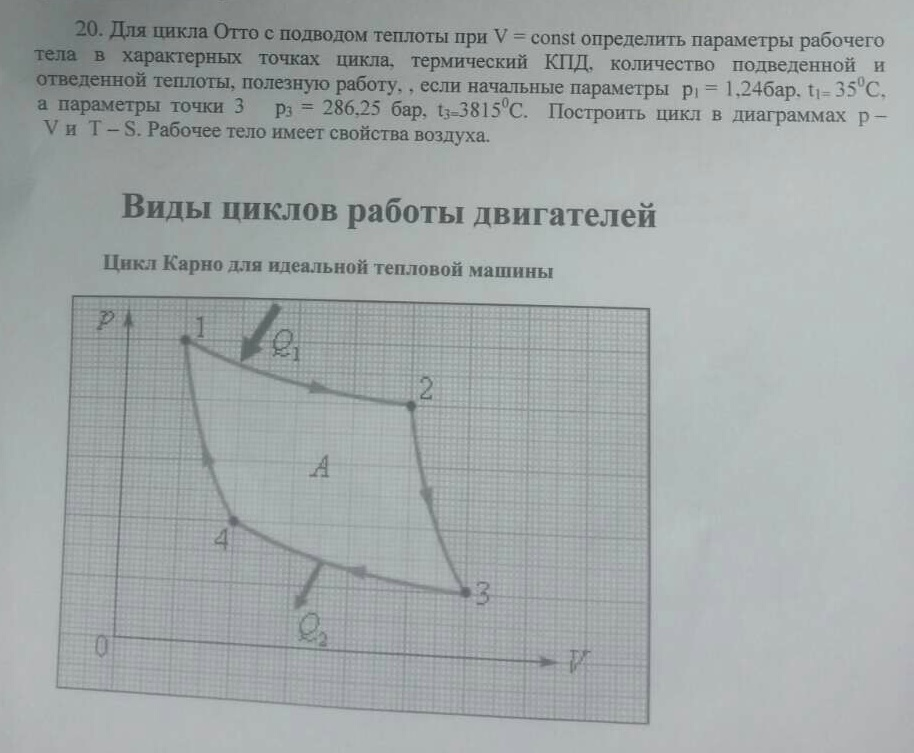 20. Для цикла Отто с подводом теплоты при V = const определить параметры рабочего
тела в характерных точках цикла, термический КПД, количество подведенной и
отведенной теплоты, полезную работу, , если начальные параметры p₁ = 1,24бар, t₁= 35⁰C,
а параметры точки 3 p₃ = 286,25 бар, t₃=3815⁰C. Построить цикл в диаграммах p –
V и T – S. Рабочее тело имеет свойства воздуха.
Виды циклов работы двигателей
Цикл Карно для идеальной тепловой машины
P
1
Q₁
2
A
4
3
Q₂
0
V